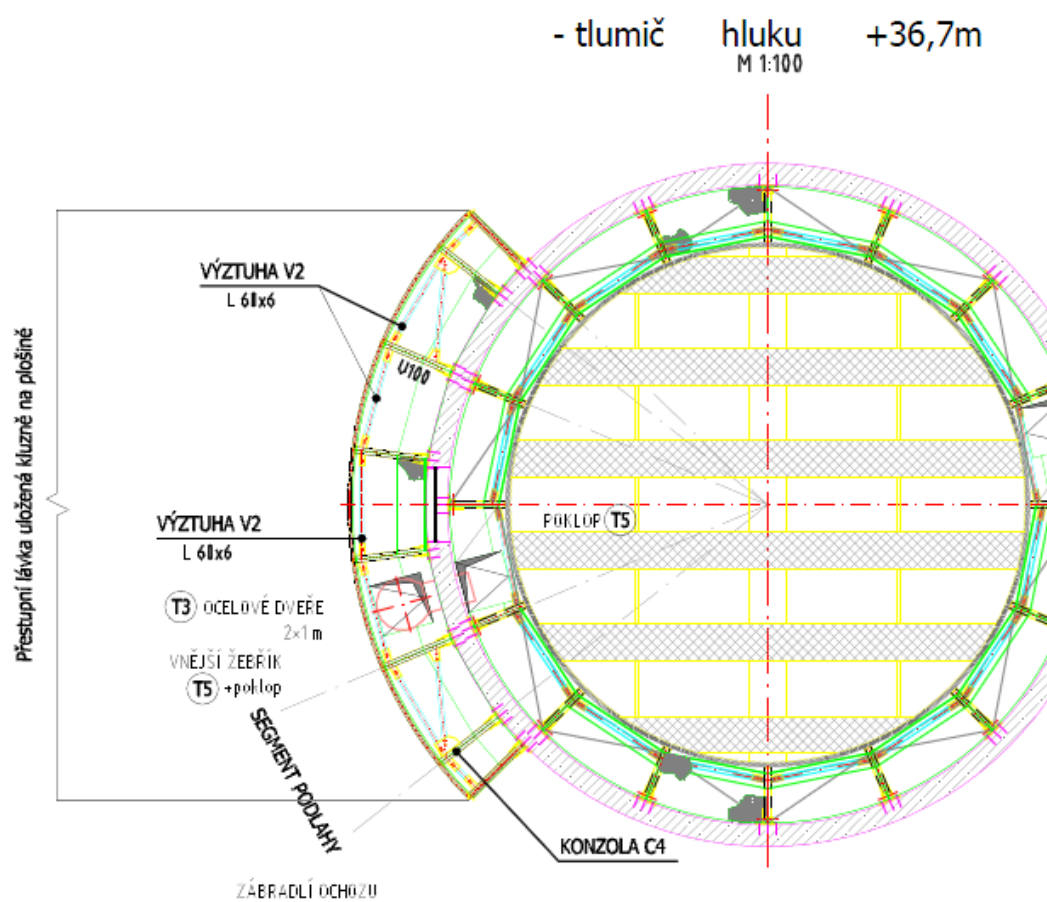 - tlumič hluku +36,7m
M 1:100
VÝZTUHA V2
L 60x6
U100
Přestupní lávka uložená kluzně na plošině
POKLOP T5
VÝZTUHA V2
L 60x6
T3 OCELOVÉ DVEŘE
2×1 m
VNĚJŠÍ ŽEBŘÍK
T5 +poklop
SEGMENT PODLAHY
KONZOLA C4
ZÁBRADLÍ OCHOZU